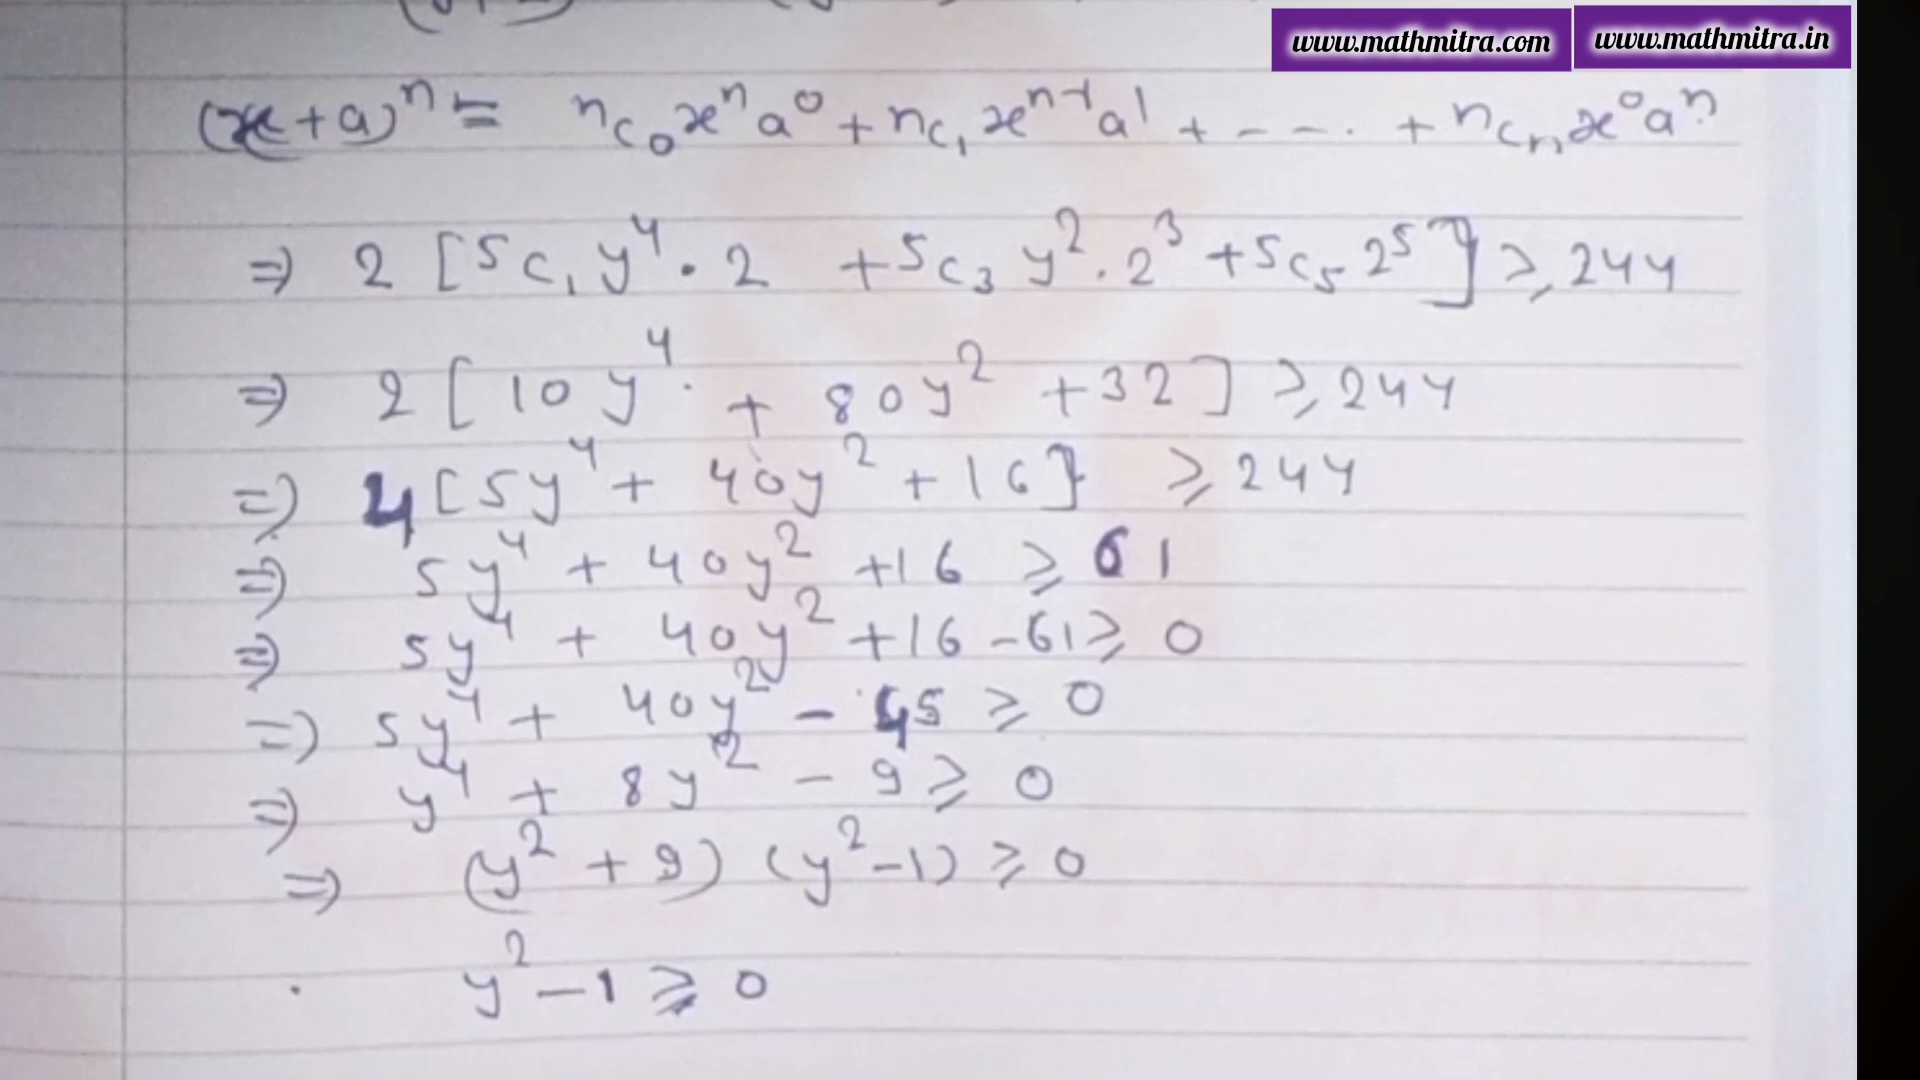 www.mathmitra.com www.mathmitra.in
(x+a)ⁿ = nc₀xⁿa⁰ + nc₁xⁿ⁻¹a¹ + - - - . + ncₙx⁰aⁿ
⇒ 2 [5c₁y⁴·2 + 5c₃y²·2³ + 5c₅2⁵] ≥ 244
⇒ 2 [10y⁴ + 80y² + 32] ≥ 244
⇒ 4 [5y⁴ + 40y² + 16] ≥ 244
⇒ 5y⁴ + 40y² + 16 ≥ 61
⇒ 5y⁴ + 40y² + 16 - 61 ≥ 0
⇒ 5y⁴ + 40y² - 45 ≥ 0
⇒ y⁴ + 8y² - 9 ≥ 0
⇒ (y² + 9) (y² - 1) ≥ 0
y² - 1 ≥ 0